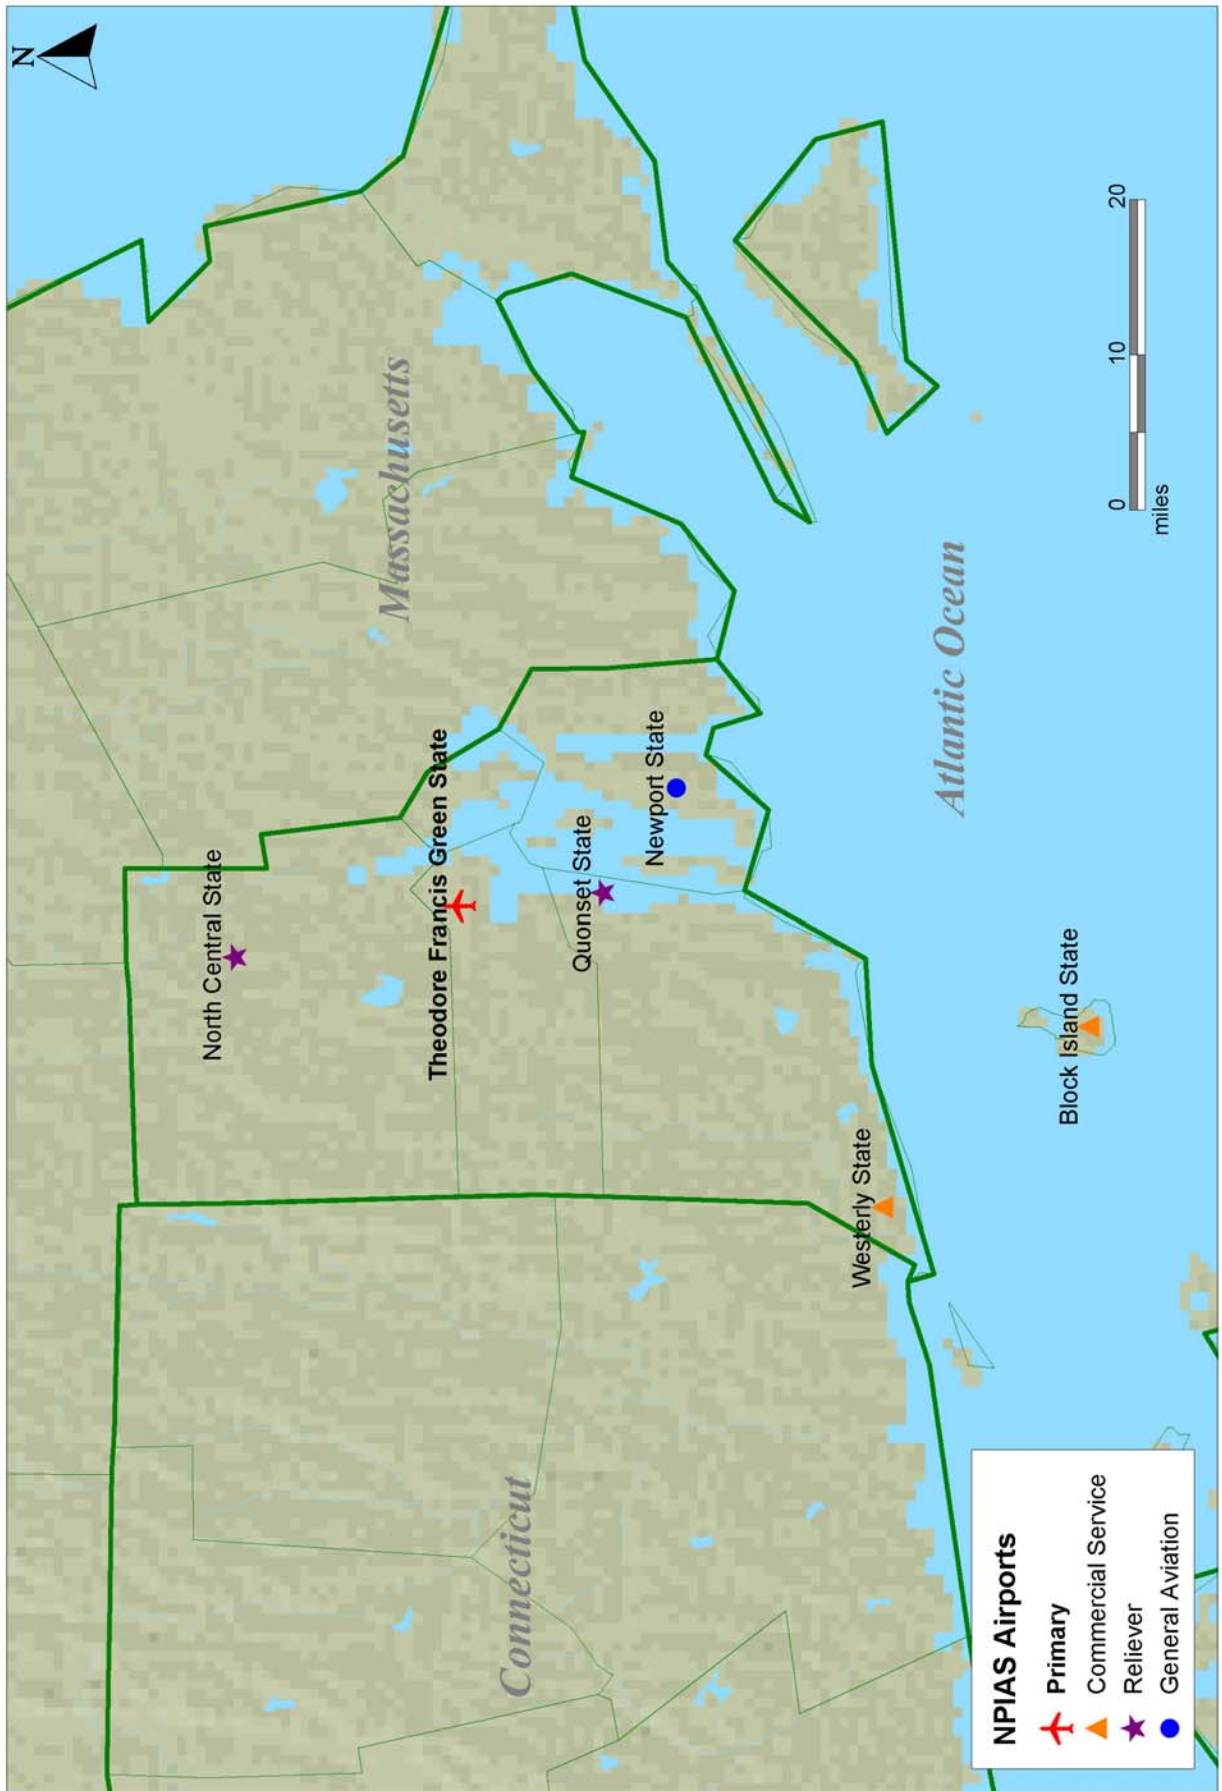 N
Massachusetts
North Central State
Theodore Francis Green State
Quonset State
Newport State
Connecticut
Westerly State
Block Island State
Atlantic Ocean
0 10 20
miles
NPIAS Airports
Primary
Commercial Service
Reliever
General Aviation